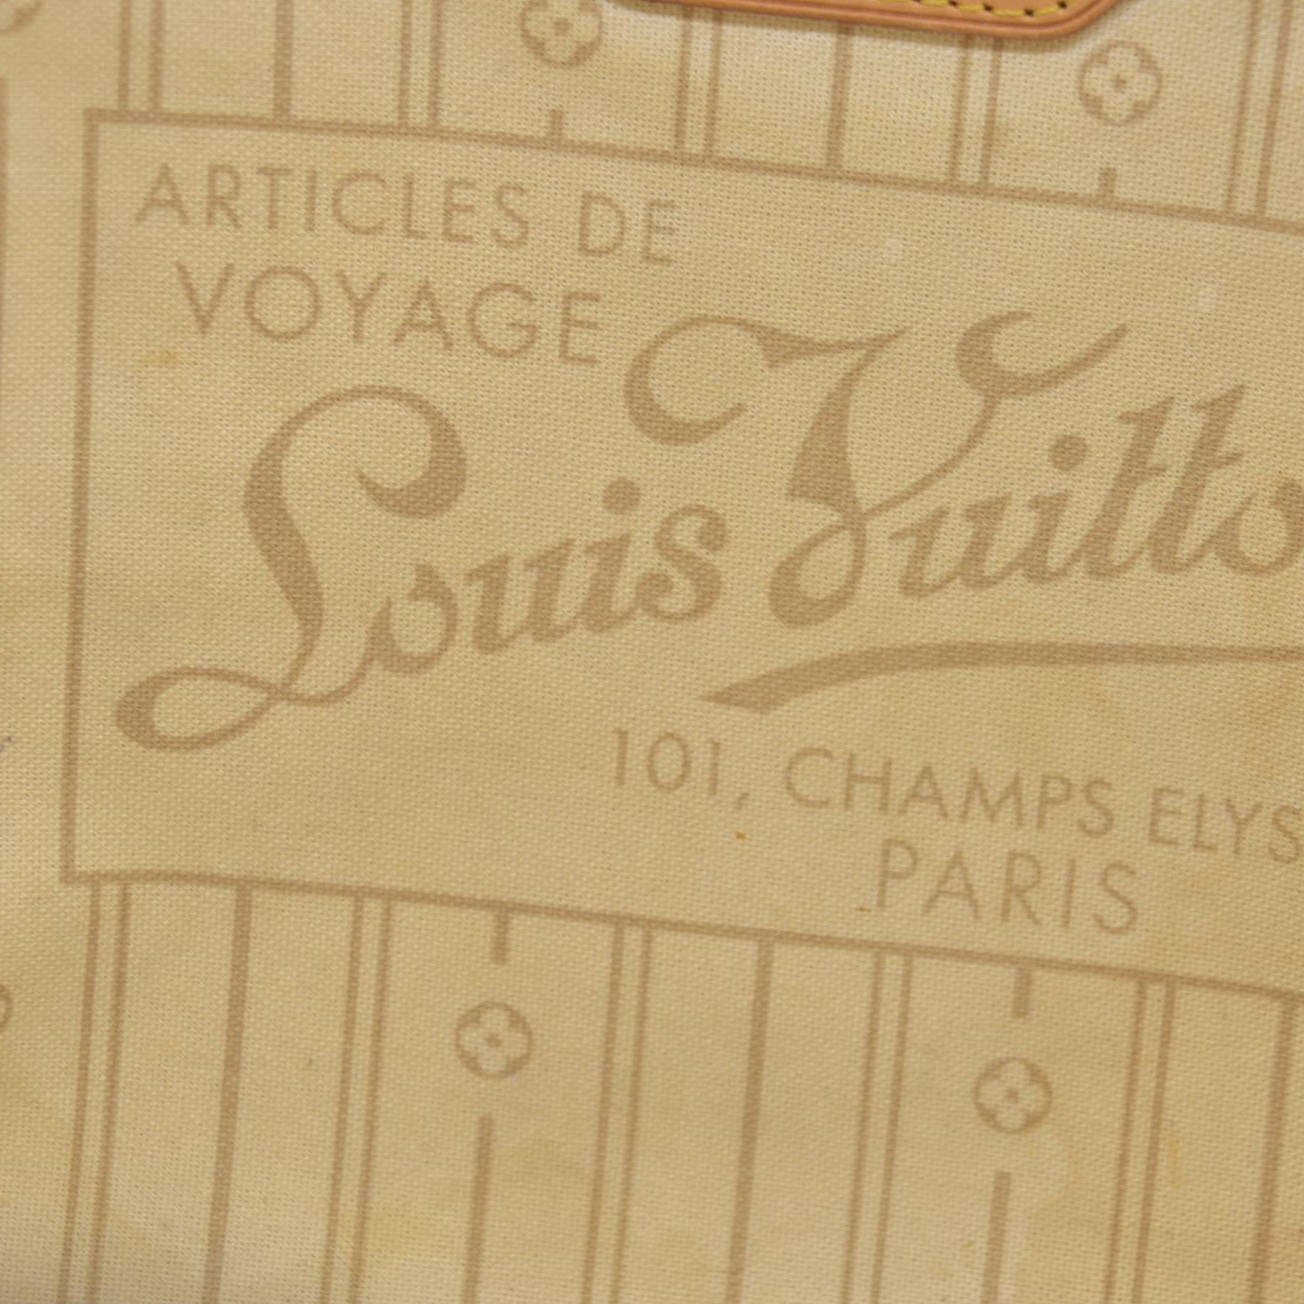 ARTICLES DE
VOYAGE
Louis Vuitto
101, CHAMPS ELYS
PARIS